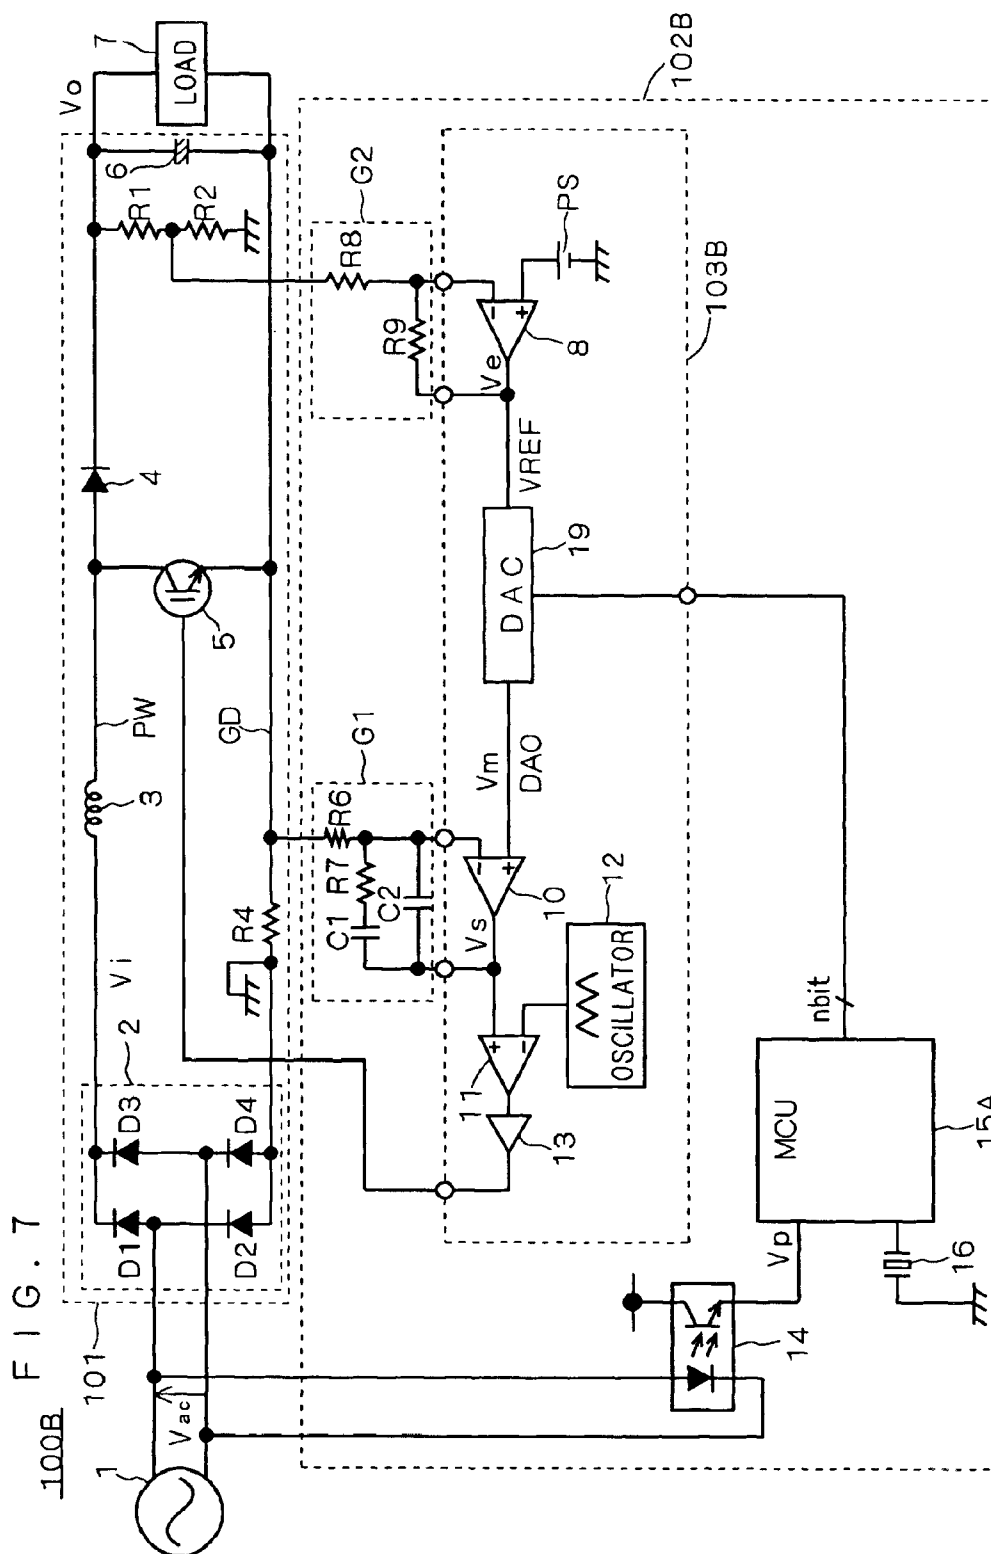 FIG. 7
100B
101
1
Vac
2
D1
D3
D2
D4
Vi
3
PW
GD
R4
5
4
Vo
6
R1
R2
7
LOAD
G1
R6
R7
C1
C2
G2
R8
R9
102B
103B
PS
-
+
8
Ve
VREF
DAC
19
Vm
DAO
-
+
10
Vs
12
OSCILLATOR
+
-
11
13
nbit
MCU
15A
Vp
16
14